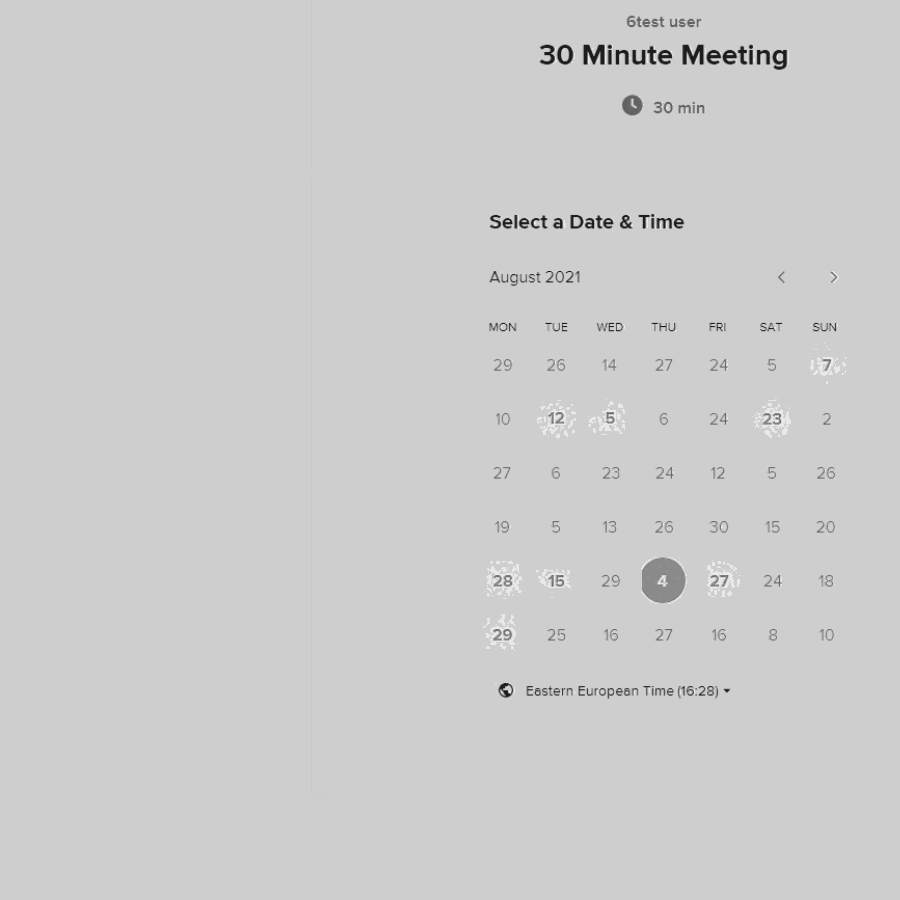 6test user
30 Minute Meeting
30 min
Select a Date & Time
August 2021
MON TUE WED THU FRI SAT SUN
29 26 14 27 24 5 7
10 12 5 6 24 23 2
27 6 23 24 12 5 26
19 5 13 26 30 15 20
28 15 29 4 27 24 18
29 25 16 27 16 8 10
Eastern European Time (16:28)